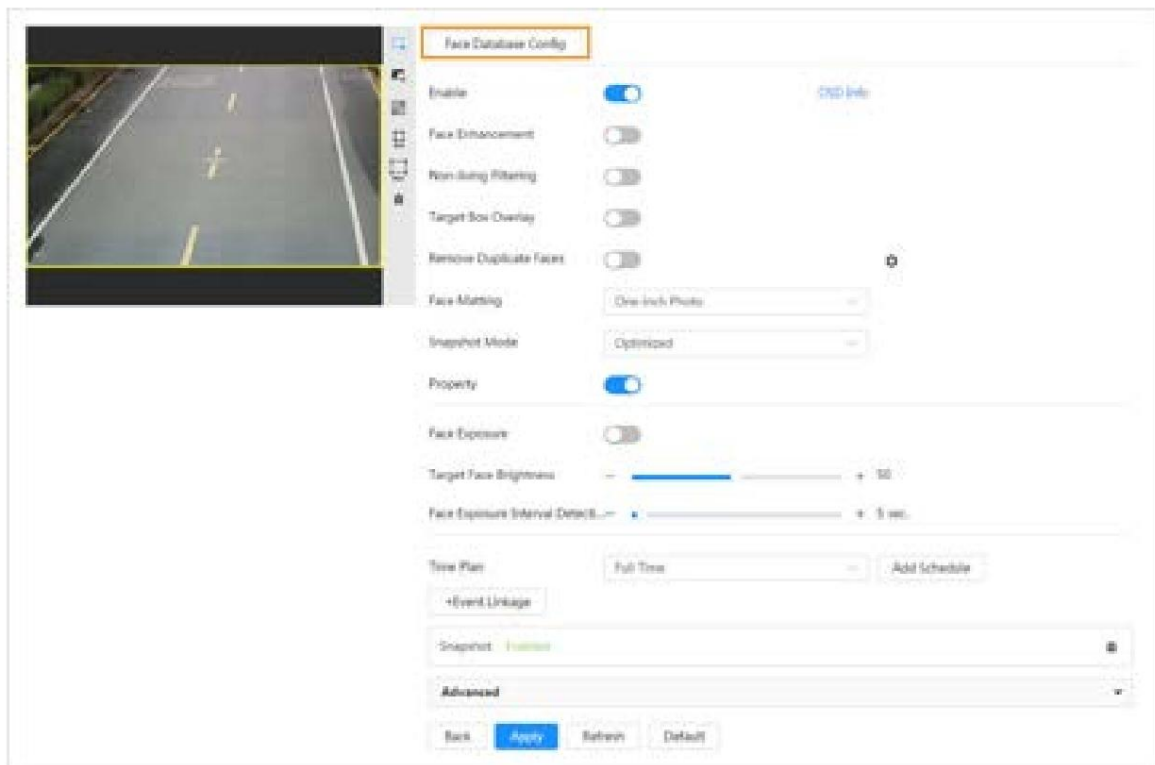 Face Database Config
Enable
OSD Info
Face Enhancement
Non-living Filtering
Target Box Overlay
Remove Duplicate Faces
Face Matting One-inch Photo
Snapshot Mode Optimized
Property
Face Exposure
Target Face Brightness − + 50
Face Exposure Interval Detecti... − + 5 sec.
Time Plan Full Time Add Schedule
+Event Linkage
Snapshot Enabled
Advanced
Back Apply Refresh Default